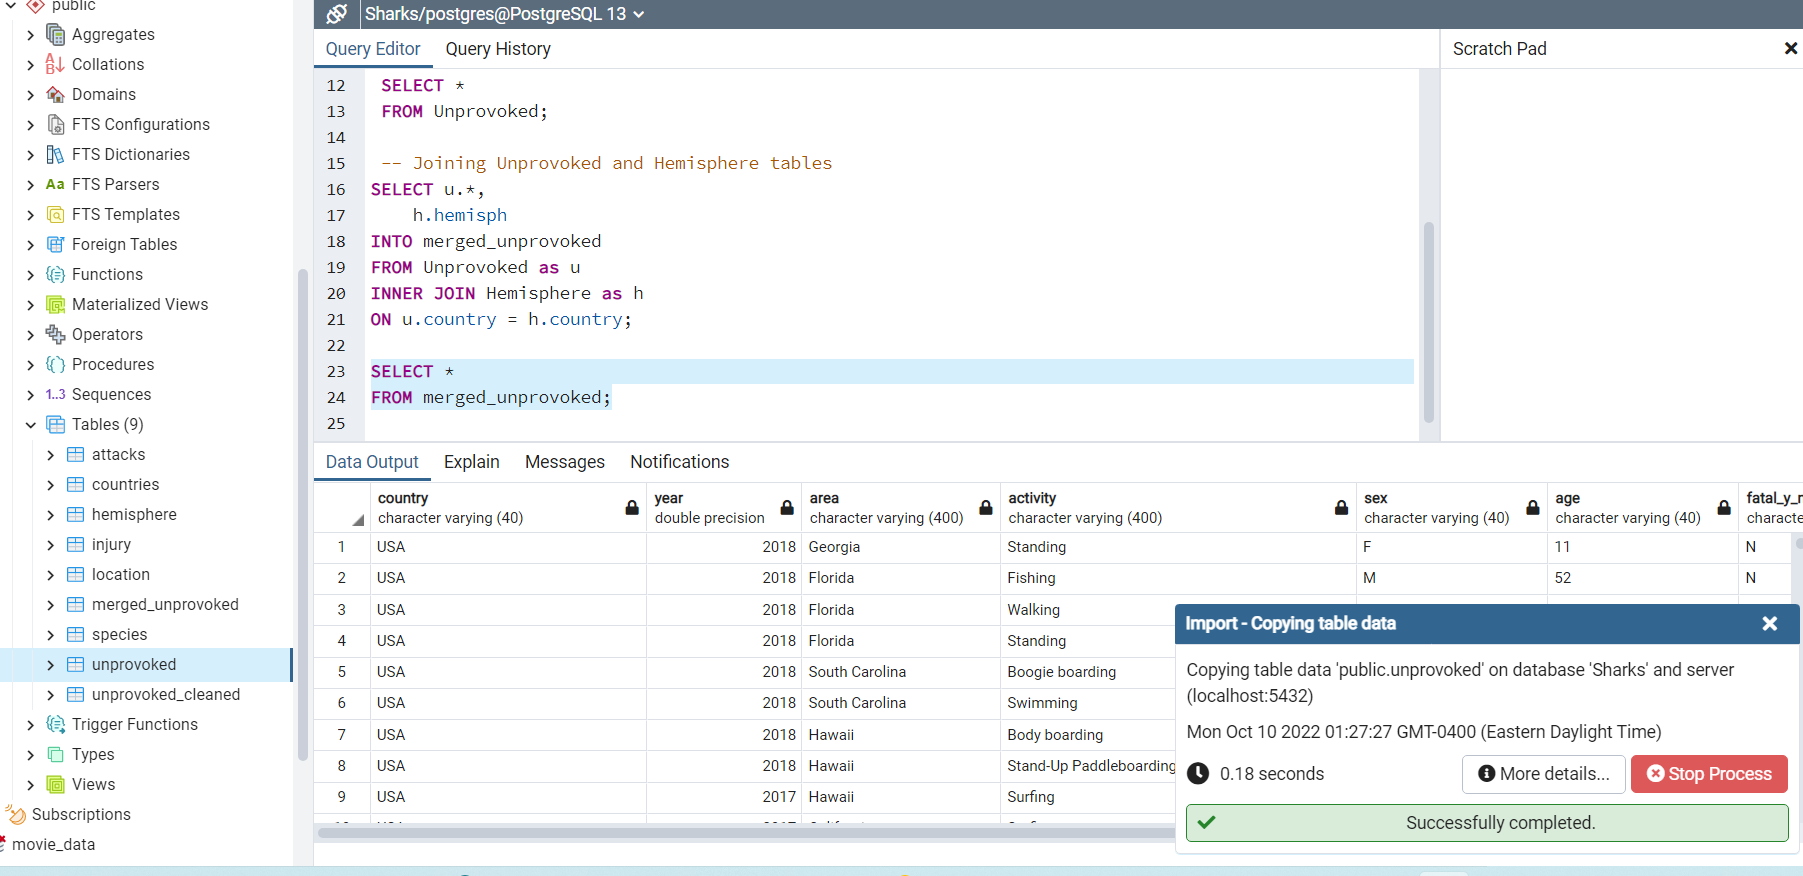 public
Aggregates
Collations
Domains
FTS Configurations
FTS Dictionaries
Aa FTS Parsers
FTS Templates
Foreign Tables
Functions
Materialized Views
Operators
Procedures
1..3 Sequences
Tables (9)
attacks
countries
hemisphere
injury
location
merged_unprovoked
species
unprovoked
unprovoked_cleaned
Trigger Functions
Types
Views
Subscriptions
movie_data
Sharks/postgres@PostgreSQL 13
Query Editor Query History
Scratch Pad
12 SELECT *
13 FROM Unprovoked;
14
15 -- Joining Unprovoked and Hemisphere tables
16 SELECT u.*,
17 h.hemisph
18 INTO merged_unprovoked
19 FROM Unprovoked as u
20 INNER JOIN Hemisphere as h
21 ON u.country = h.country;
22
23 SELECT *
24 FROM merged_unprovoked;
25
Data Output Explain Messages Notifications
country year area activity sex age
character varying (40) double precision character varying (400) character varying (400) character varying (40) character varying (40)
1 USA 2018 Georgia Standing F 11 N
2 USA 2018 Florida Fishing M 52 N
3 USA 2018 Florida Walking
4 USA 2018 Florida Standing
5 USA 2018 South Carolina Boogie boarding
6 USA 2018 South Carolina Swimming
7 USA 2018 Hawaii Body boarding
8 USA 2018 Hawaii Stand-Up Paddleboarding
9 USA 2017 Hawaii Surfing
Import - Copying table data
Copying table data 'public.unprovoked' on database 'Sharks' and server
(localhost:5432)
Mon Oct 10 2022 01:27:27 GMT-0400 (Eastern Daylight Time)
0.18 seconds More details... Stop Process
Successfully completed.